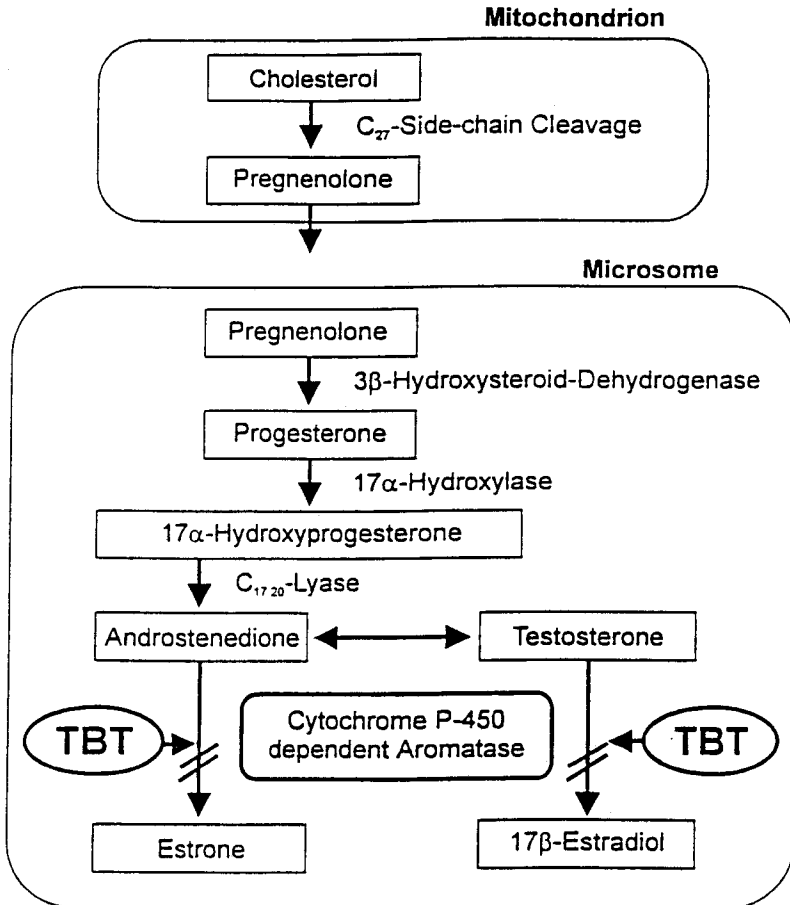 Mitochondrion
Cholesterol
C₂₇-Side-chain Cleavage
Pregnenolone
Microsome
Pregnenolone
3β-Hydroxysteroid-Dehydrogenase
Progesterone
17α-Hydroxylase
17α-Hydroxyprogesterone
C₁₇ ₂₀-Lyase
Androstenedione
Testosterone
TBT
Cytochrome P-450
dependent Aromatase
TBT
Estrone
17β-Estradiol